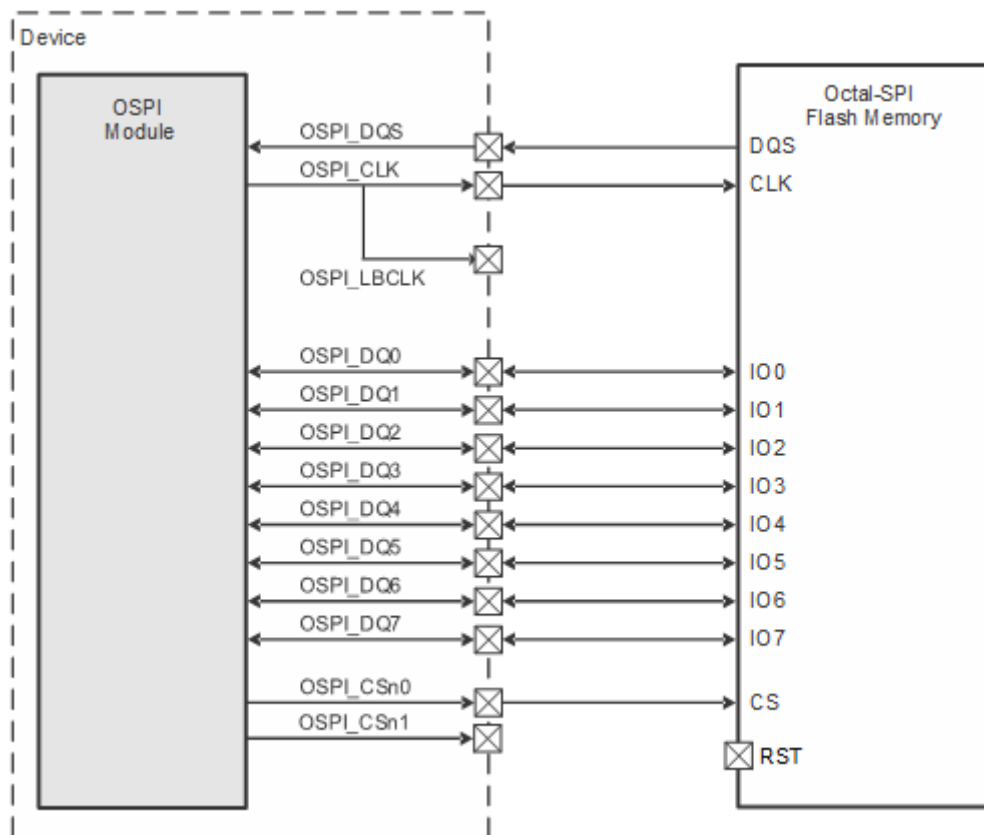 Device
OSPI
Module
Octal-SPI
Flash Memory
OSPI_DQS
DQS
OSPI_CLK
CLK
OSPI_LBCLK
OSPI_DQ0
IO0
OSPI_DQ1
IO1
OSPI_DQ2
IO2
OSPI_DQ3
IO3
OSPI_DQ4
IO4
OSPI_DQ5
IO5
OSPI_DQ6
IO6
OSPI_DQ7
IO7
OSPI_CSn0
CS
OSPI_CSn1
RST